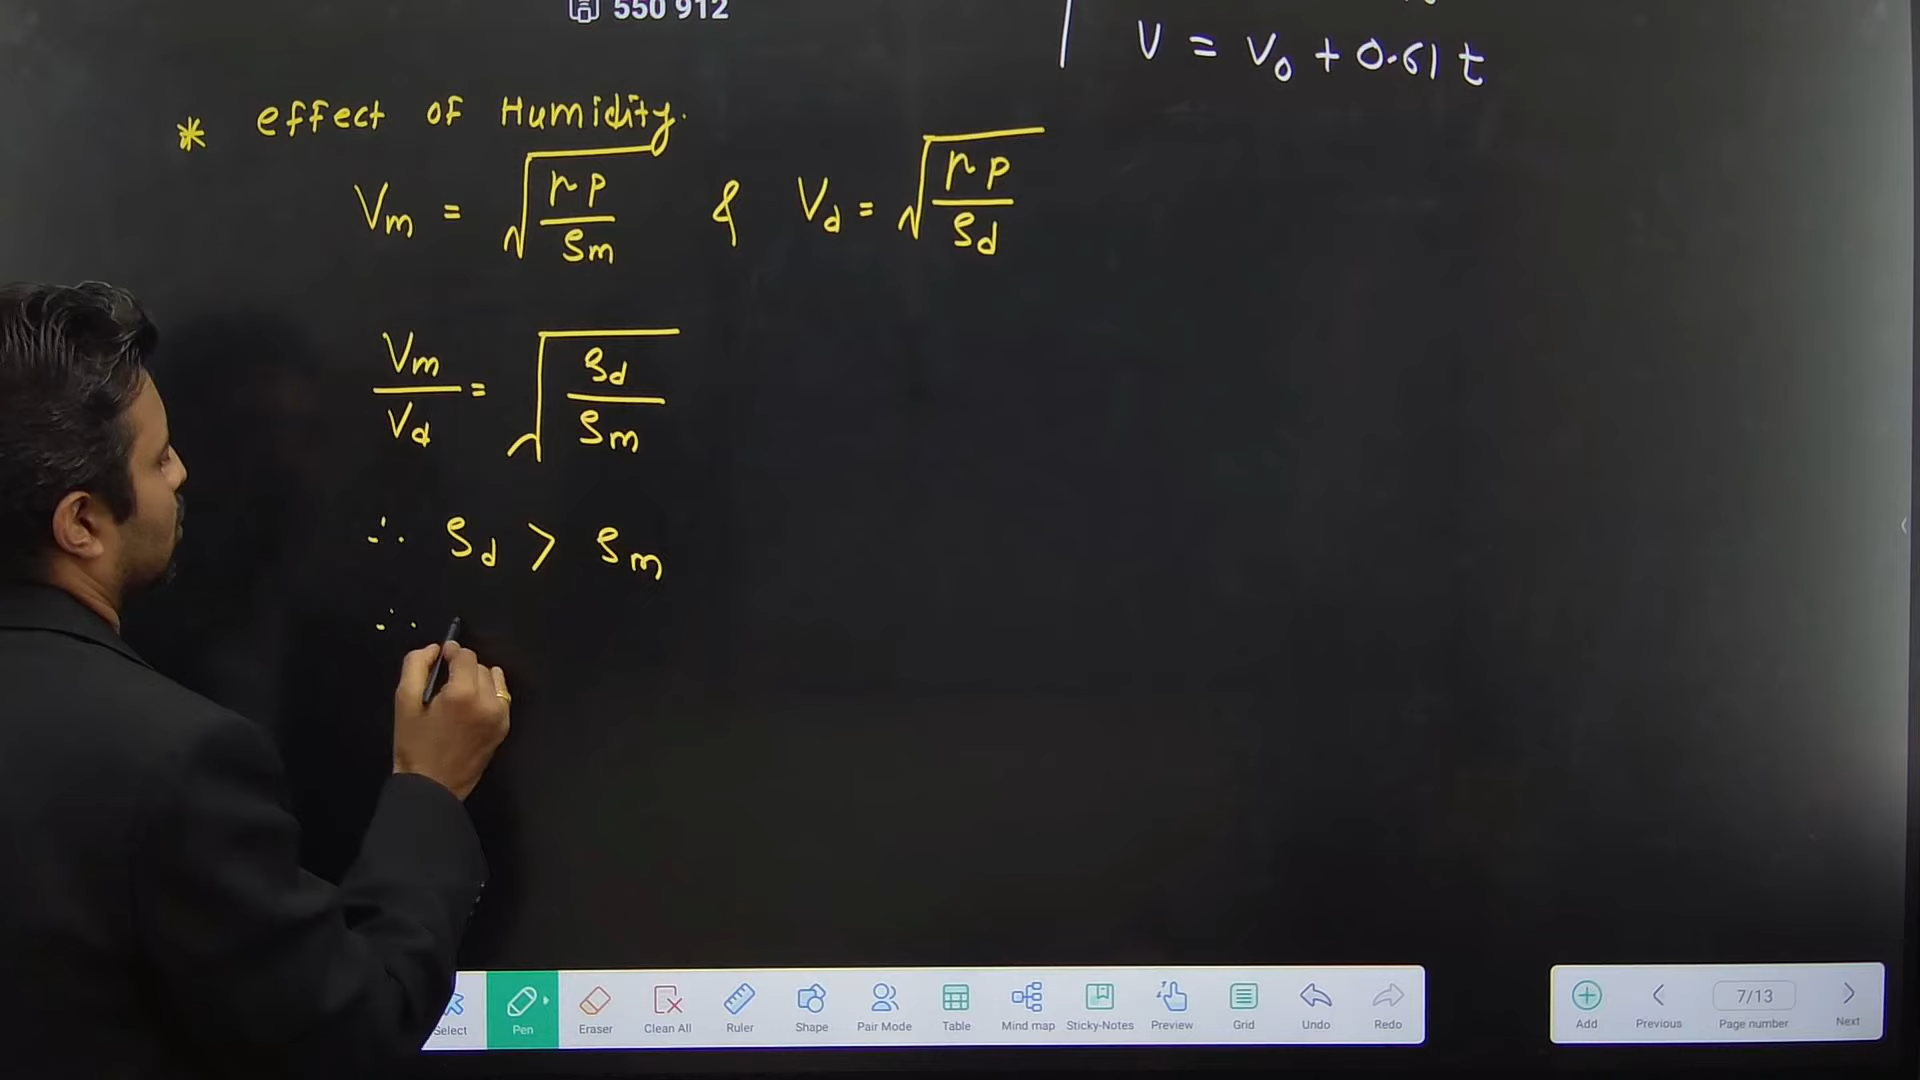 550 912
V = V₀ + 0.61 t
* effect of Humidity.
Vm = √(γP/ρm) & Vd = √(γP/ρd)
Vm/Vd = √(ρd/ρm)
∴ ρd > ρm
∴
Select Pen Eraser Clean All Ruler Shape Pair Mode Table Mind map Sticky-Notes Preview Grid Undo Redo
Add Previous 7/13 Page number Next